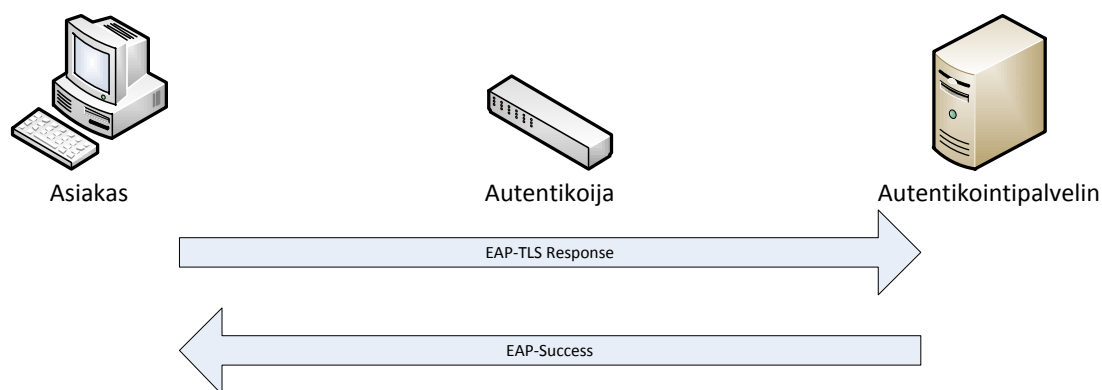 Asiakas
Autentikoija
Autentikointipalvelin
EAP-TLS Response
EAP-Success